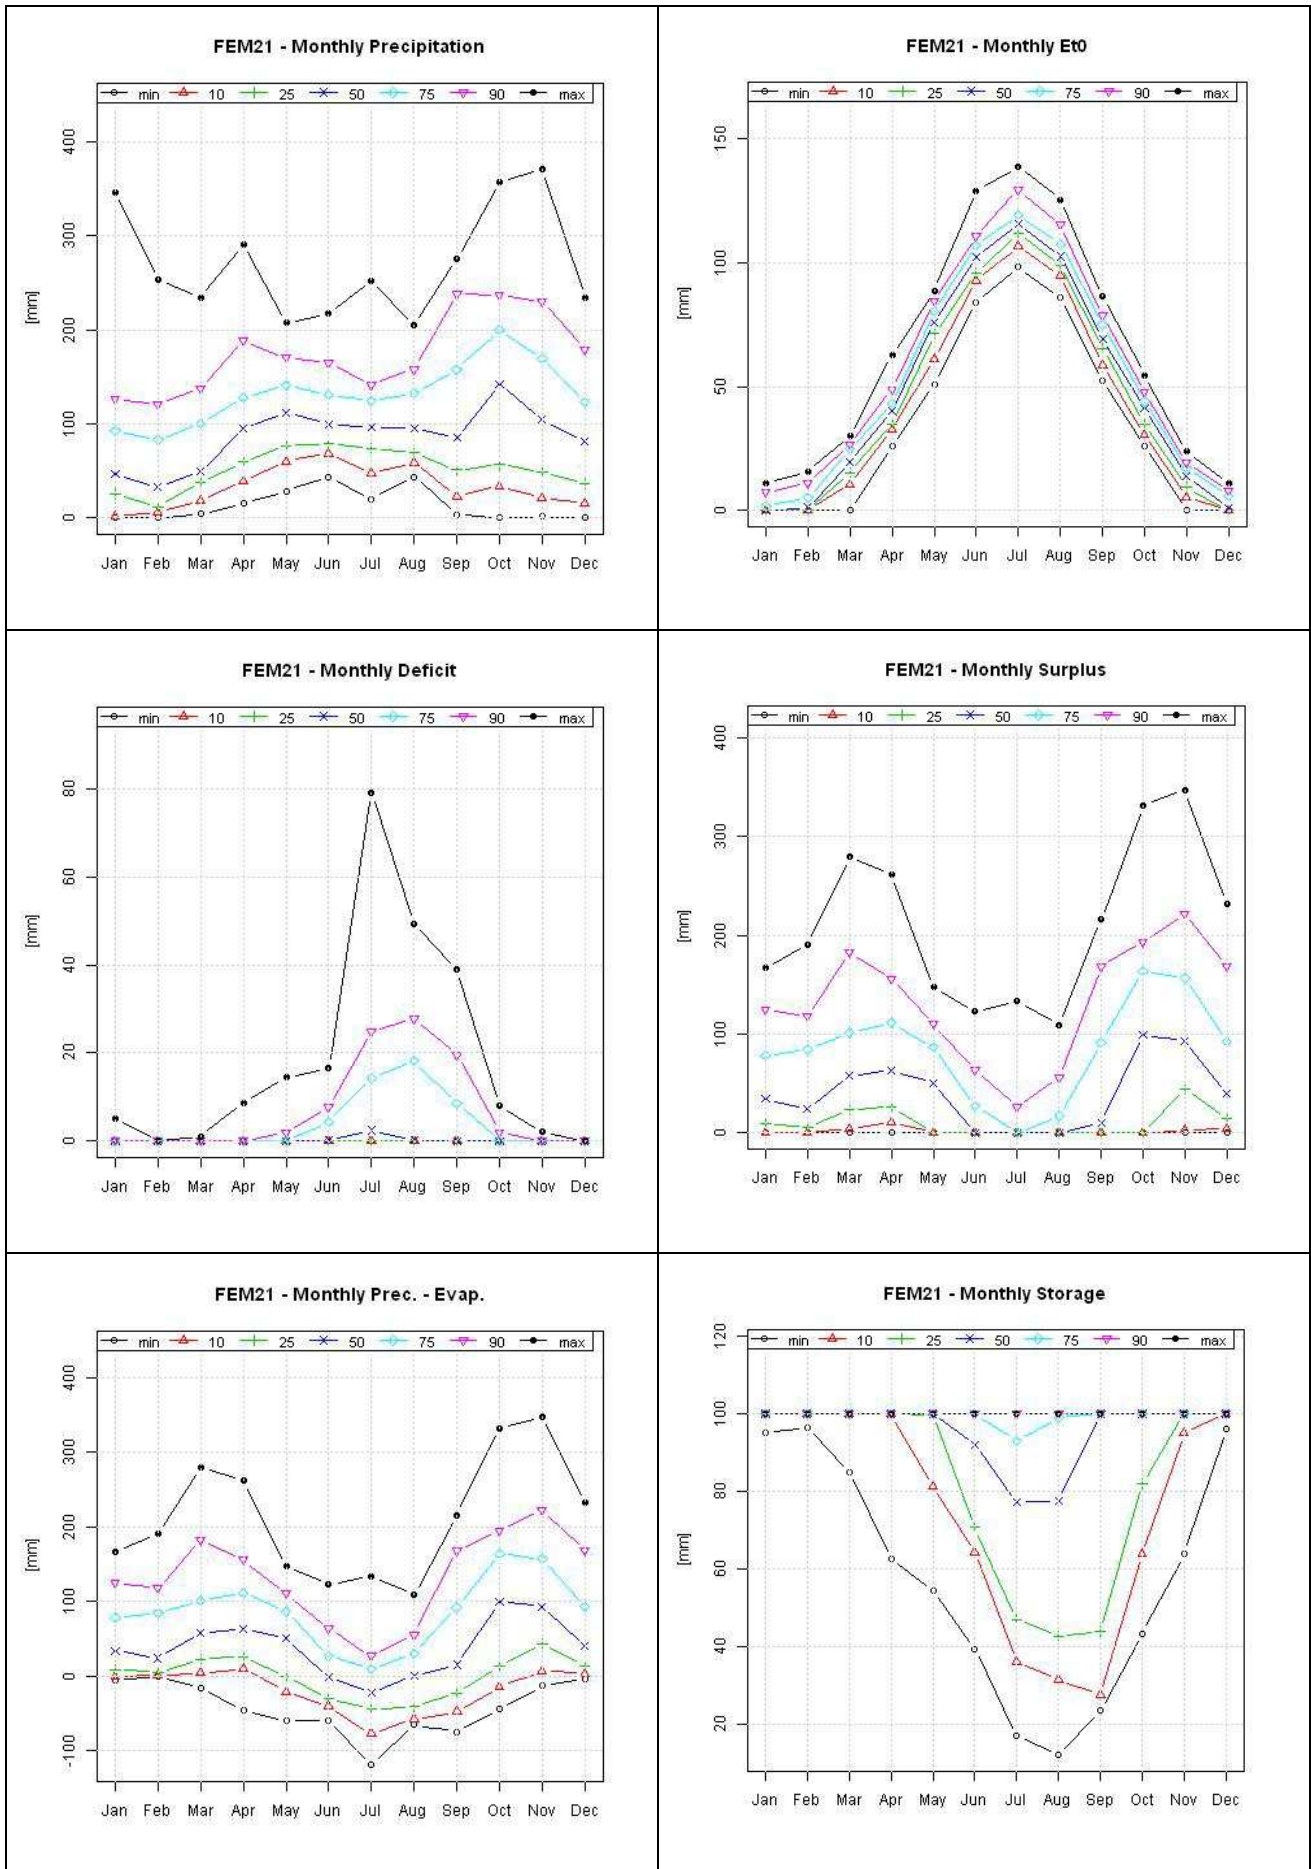 FEM21 - Monthly Precipitation
min 10 25 50 75 90 max
400
300
200
100
0
[mm]
Jan Feb Mar Apr May Jun Jul Aug Sep Oct Nov Dec
FEM21 - Monthly Et0
min 10 25 50 75 90 max
150
100
50
0
[mm]
Jan Feb Mar Apr May Jun Jul Aug Sep Oct Nov Dec
FEM21 - Monthly Deficit
min 10 25 50 75 90 max
80
60
40
20
0
[mm]
Jan Feb Mar Apr May Jun Jul Aug Sep Oct Nov Dec
FEM21 - Monthly Surplus
min 10 25 50 75 90 max
400
300
200
100
0
[mm]
Jan Feb Mar Apr May Jun Jul Aug Sep Oct Nov Dec
FEM21 - Monthly Prec. - Evap.
min 10 25 50 75 90 max
400
300
200
100
0
-100
[mm]
Jan Feb Mar Apr May Jun Jul Aug Sep Oct Nov Dec
FEM21 - Monthly Storage
min 10 25 50 75 90 max
120
100
80
60
40
20
[mm]
Jan Feb Mar Apr May Jun Jul Aug Sep Oct Nov Dec